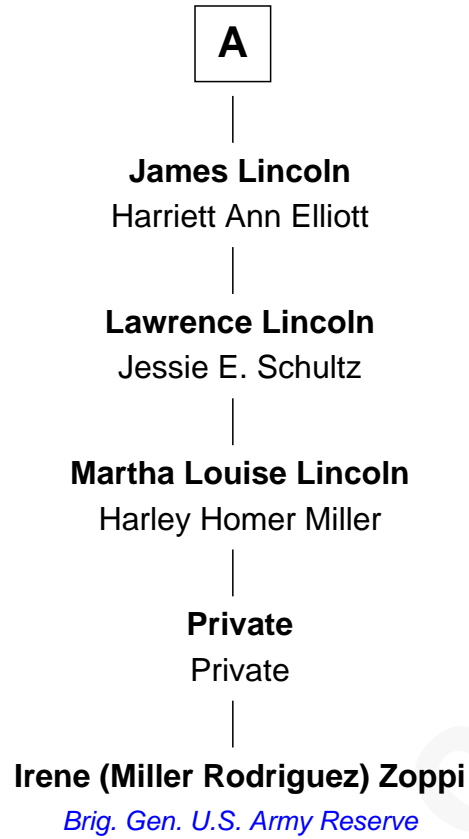 A
James Lincoln
Harriett Ann Elliott
Lawrence Lincoln
Jessie E. Schultz
Martha Louise Lincoln
Harley Homer Miller
Private
Private
Irene (Miller Rodriguez) Zoppi
Brig. Gen. U.S. Army Reserve